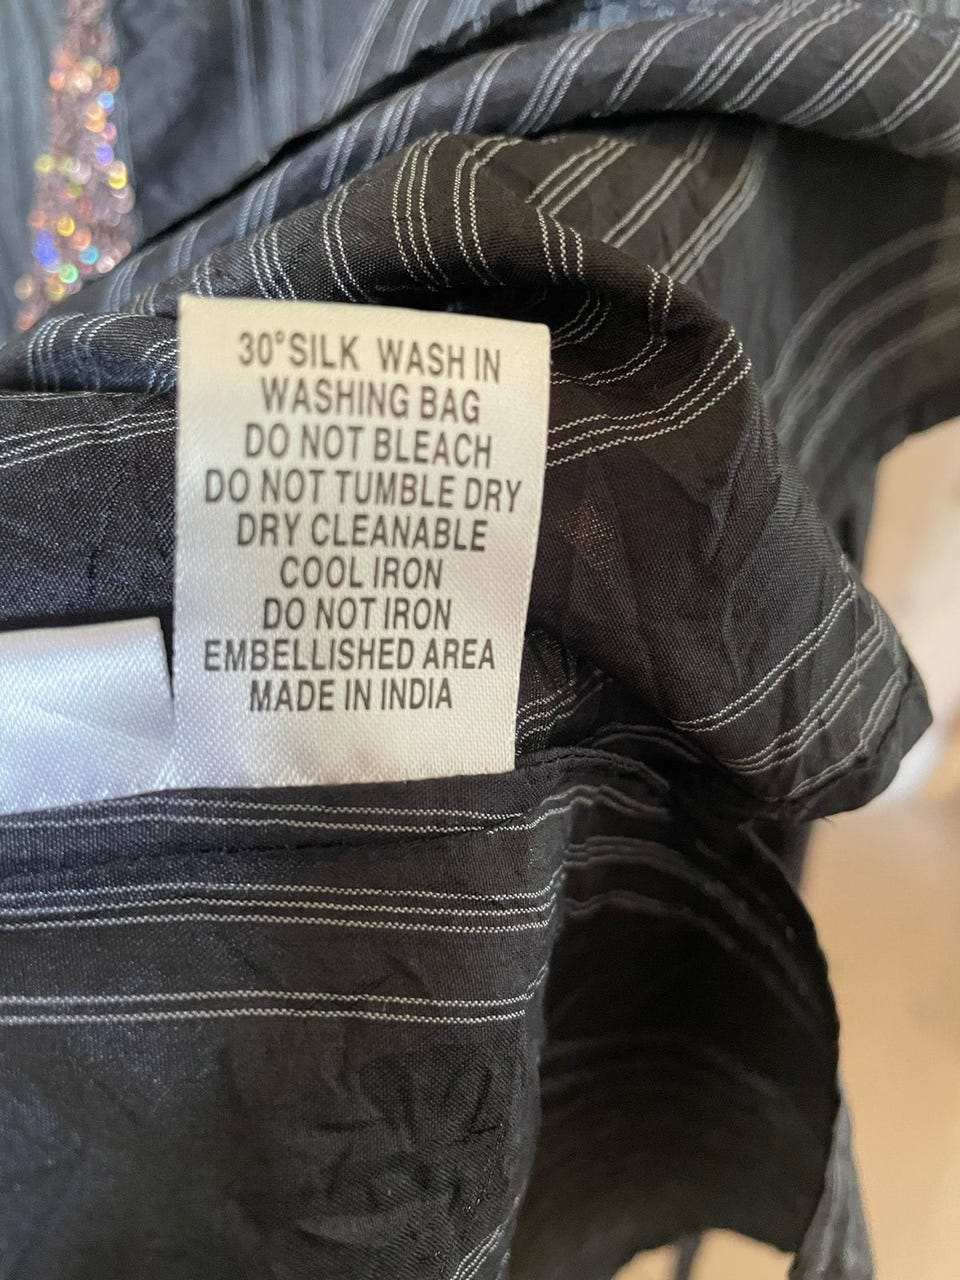 30°SILK WASH IN
WASHING BAG
DO NOT BLEACH
DO NOT TUMBLE DRY
DRY CLEANABLE
COOL IRON
DO NOT IRON
EMBELLISHED AREA
MADE IN INDIA